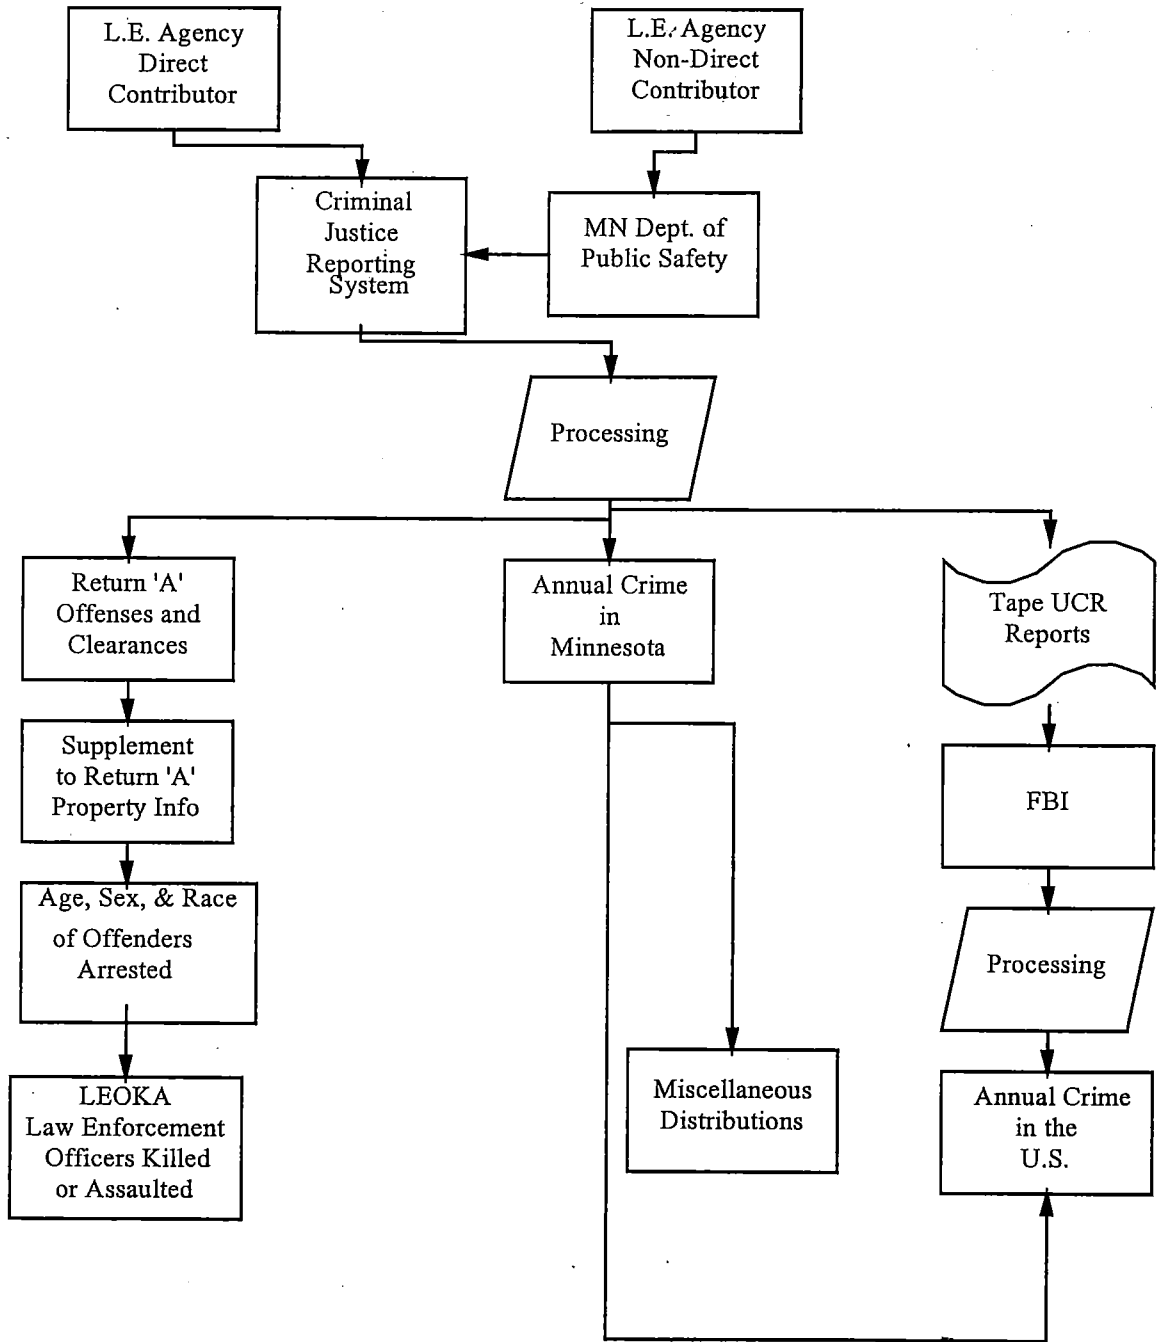 L.E. Agency
Direct
Contributor
L.E. Agency
Non-Direct
Contributor
Criminal
Justice
Reporting
System
MN Dept. of
Public Safety
Processing
Return 'A'
Offenses and
Clearances
Annual Crime
in
Minnesota
Tape UCR
Reports
Supplement
to Return 'A'
Property Info
FBI
Age, Sex, & Race
of Offenders
Arrested
Processing
LEOKA
Law Enforcement
Officers Killed
or Assaulted
Miscellaneous
Distributions
Annual Crime
in the
U.S.